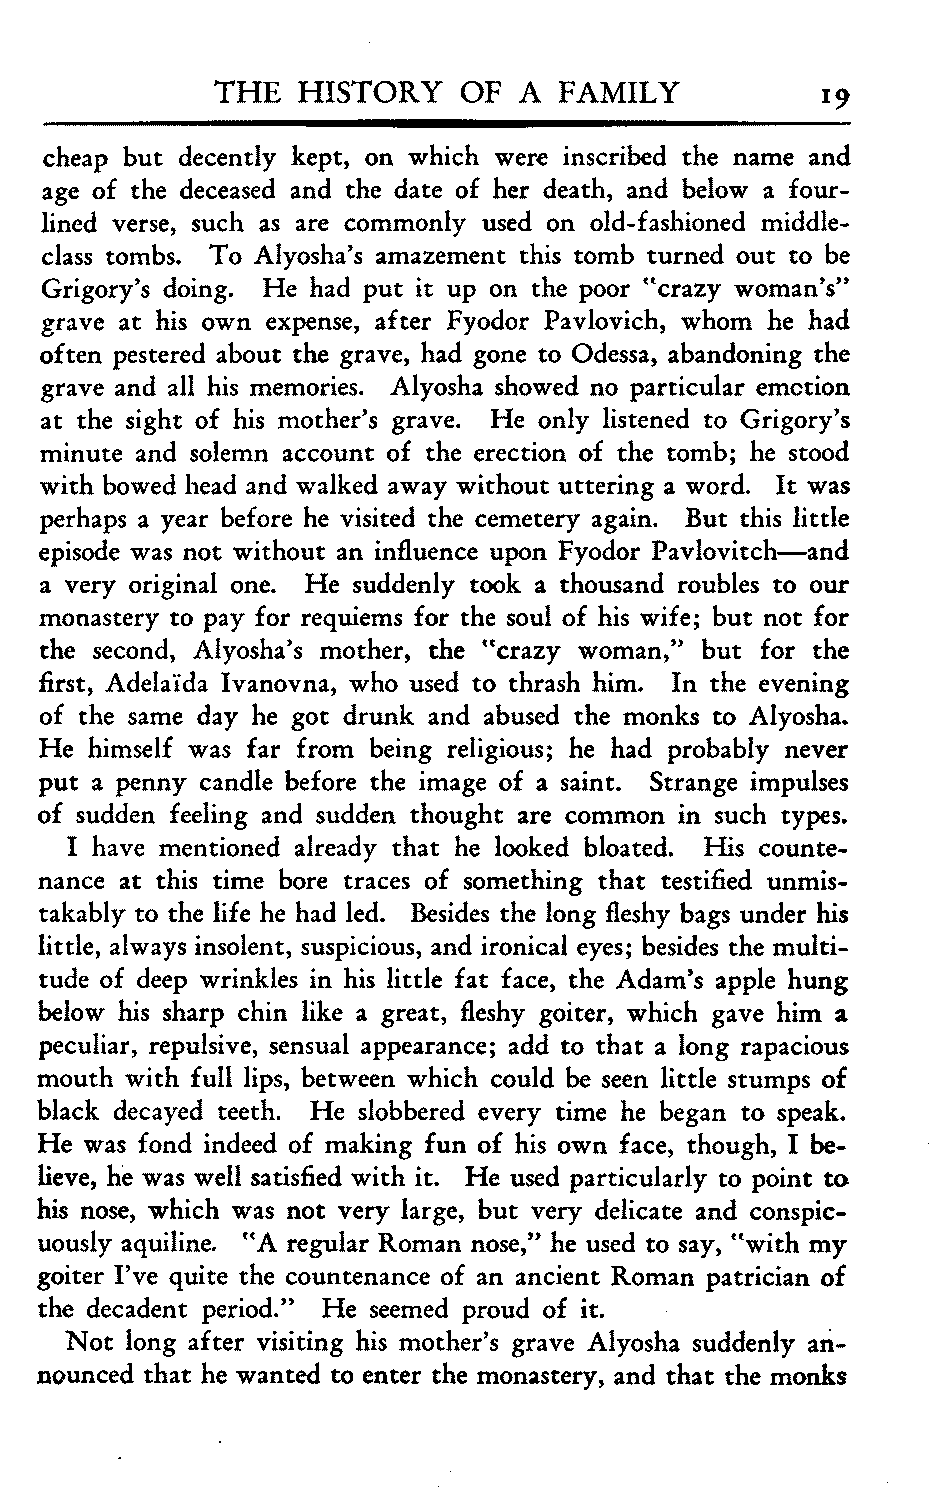 THE HISTORY OF A FAMILY 19
cheap but decently kept, on which were inscribed the name and
age of the deceased and the date of her death, and below a four-
lined verse, such as are commonly used on old-fashioned middle-
class tombs. To Alyosha's amazement this tomb turned out to be
Grigory's doing. He had put it up on the poor "crazy woman's"
grave at his own expense, after Fyodor Pavlovich, whom he had
often pestered about the grave, had gone to Odessa, abandoning the
grave and all his memories. Alyosha showed no particular emction
at the sight of his mother's grave. He only listened to Grigory's
minute and solemn account of the erection of the tomb; he stood
with bowed head and walked away without uttering a word. It was
perhaps a year before he visited the cemetery again. But this little
episode was not without an influence upon Fyodor Pavlovitch—and
a very original one. He suddenly took a thousand roubles to our
monastery to pay for requiems for the soul of his wife; but not for
the second, Alyosha's mother, the "crazy woman," but for the
first, Adelaïda Ivanovna, who used to thrash him. In the evening
of the same day he got drunk and abused the monks to Alyosha.
He himself was far from being religious; he had probably never
put a penny candle before the image of a saint. Strange impulses
of sudden feeling and sudden thought are common in such types.
I have mentioned already that he looked bloated. His counte-
nance at this time bore traces of something that testified unmis-
takably to the life he had led. Besides the long fleshy bags under his
little, always insolent, suspicious, and ironical eyes; besides the multi-
tude of deep wrinkles in his little fat face, the Adam's apple hung
below his sharp chin like a great, fleshy goiter, which gave him a
peculiar, repulsive, sensual appearance; add to that a long rapacious
mouth with full lips, between which could be seen little stumps of
black decayed teeth. He slobbered every time he began to speak.
He was fond indeed of making fun of his own face, though, I be-
lieve, he was well satisfied with it. He used particularly to point to
his nose, which was not very large, but very delicate and conspic-
uously aquiline. "A regular Roman nose," he used to say, "with my
goiter I've quite the countenance of an ancient Roman patrician of
the decadent period." He seemed proud of it.
Not long after visiting his mother's grave Alyosha suddenly an-
nounced that he wanted to enter the monastery, and that the monks